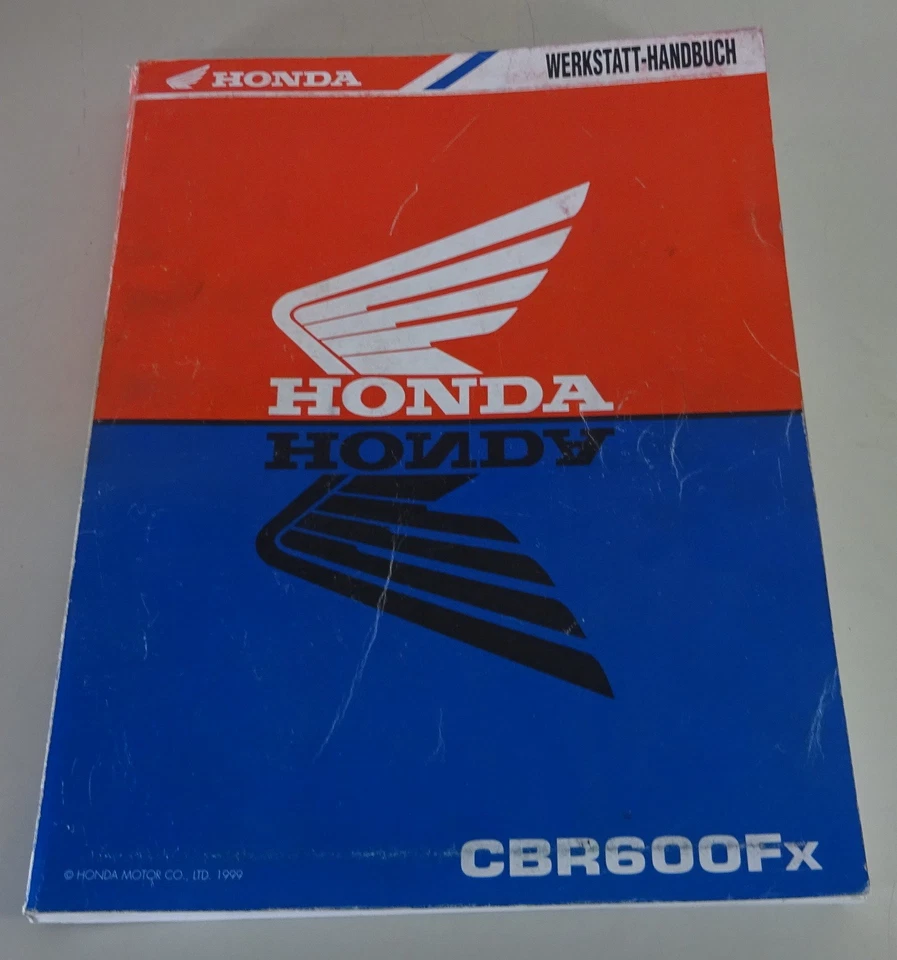 HONDA
WERKSTATT-HANDBUCH
HONDA
HONDA
CBR600Fx
© HONDA MOTOR CO., LTD. 1999